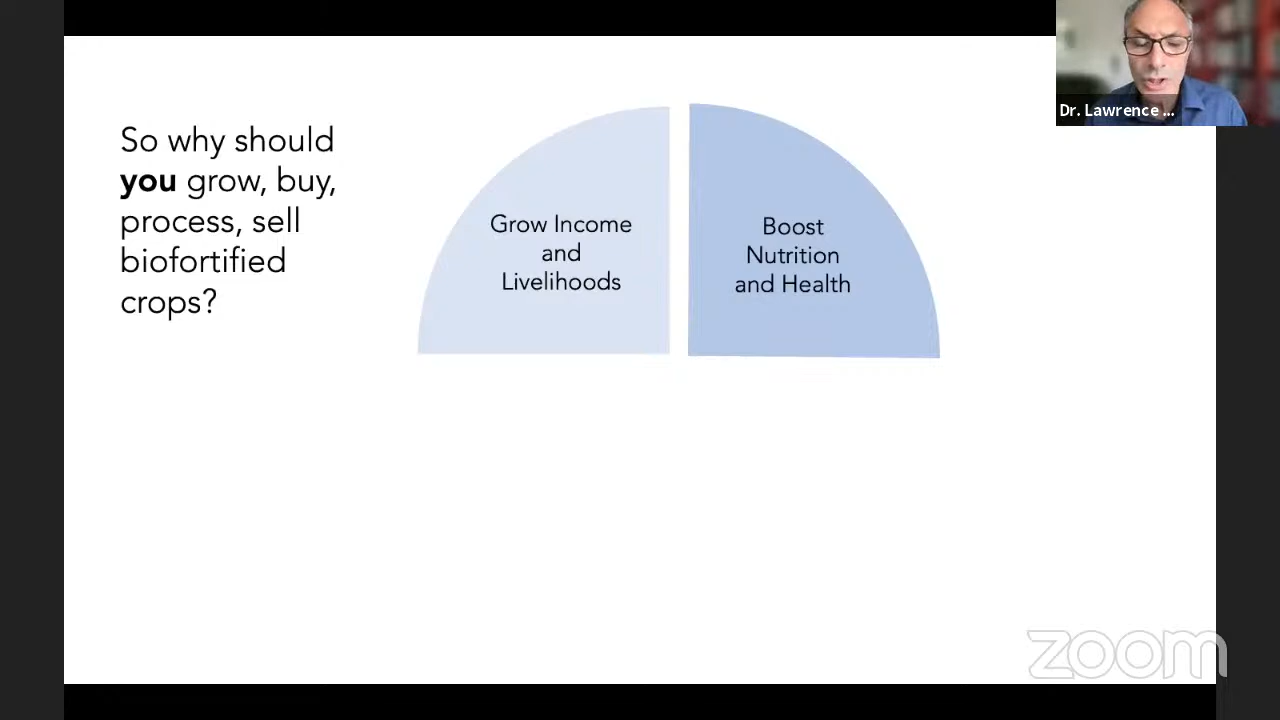 So why should
you grow, buy,
process, sell
biofortified
crops?
Grow Income
and
Livelihoods
Boost
Nutrition
and Health
Dr. Lawrence ...
zoom